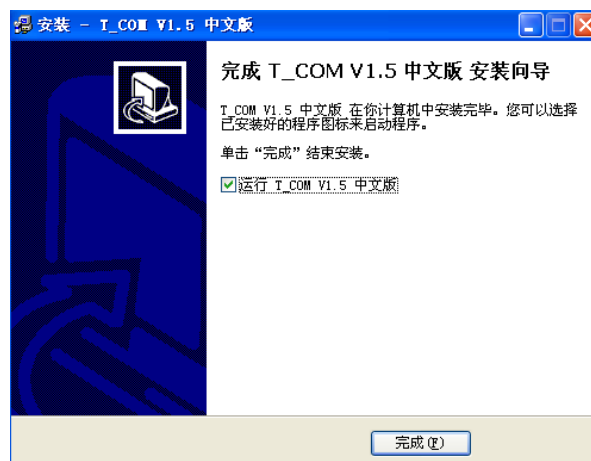 安装 - T_COM V1.5 中文版
完成 T_COM V1.5 中文版 安装向导
T_COM V1.5 中文版 在你计算机中安装完毕。您可以选择
已安装好的程序图标来启动程序。
单击“完成”结束安装。
运行 T_COM V1.5 中文版
完成(F)